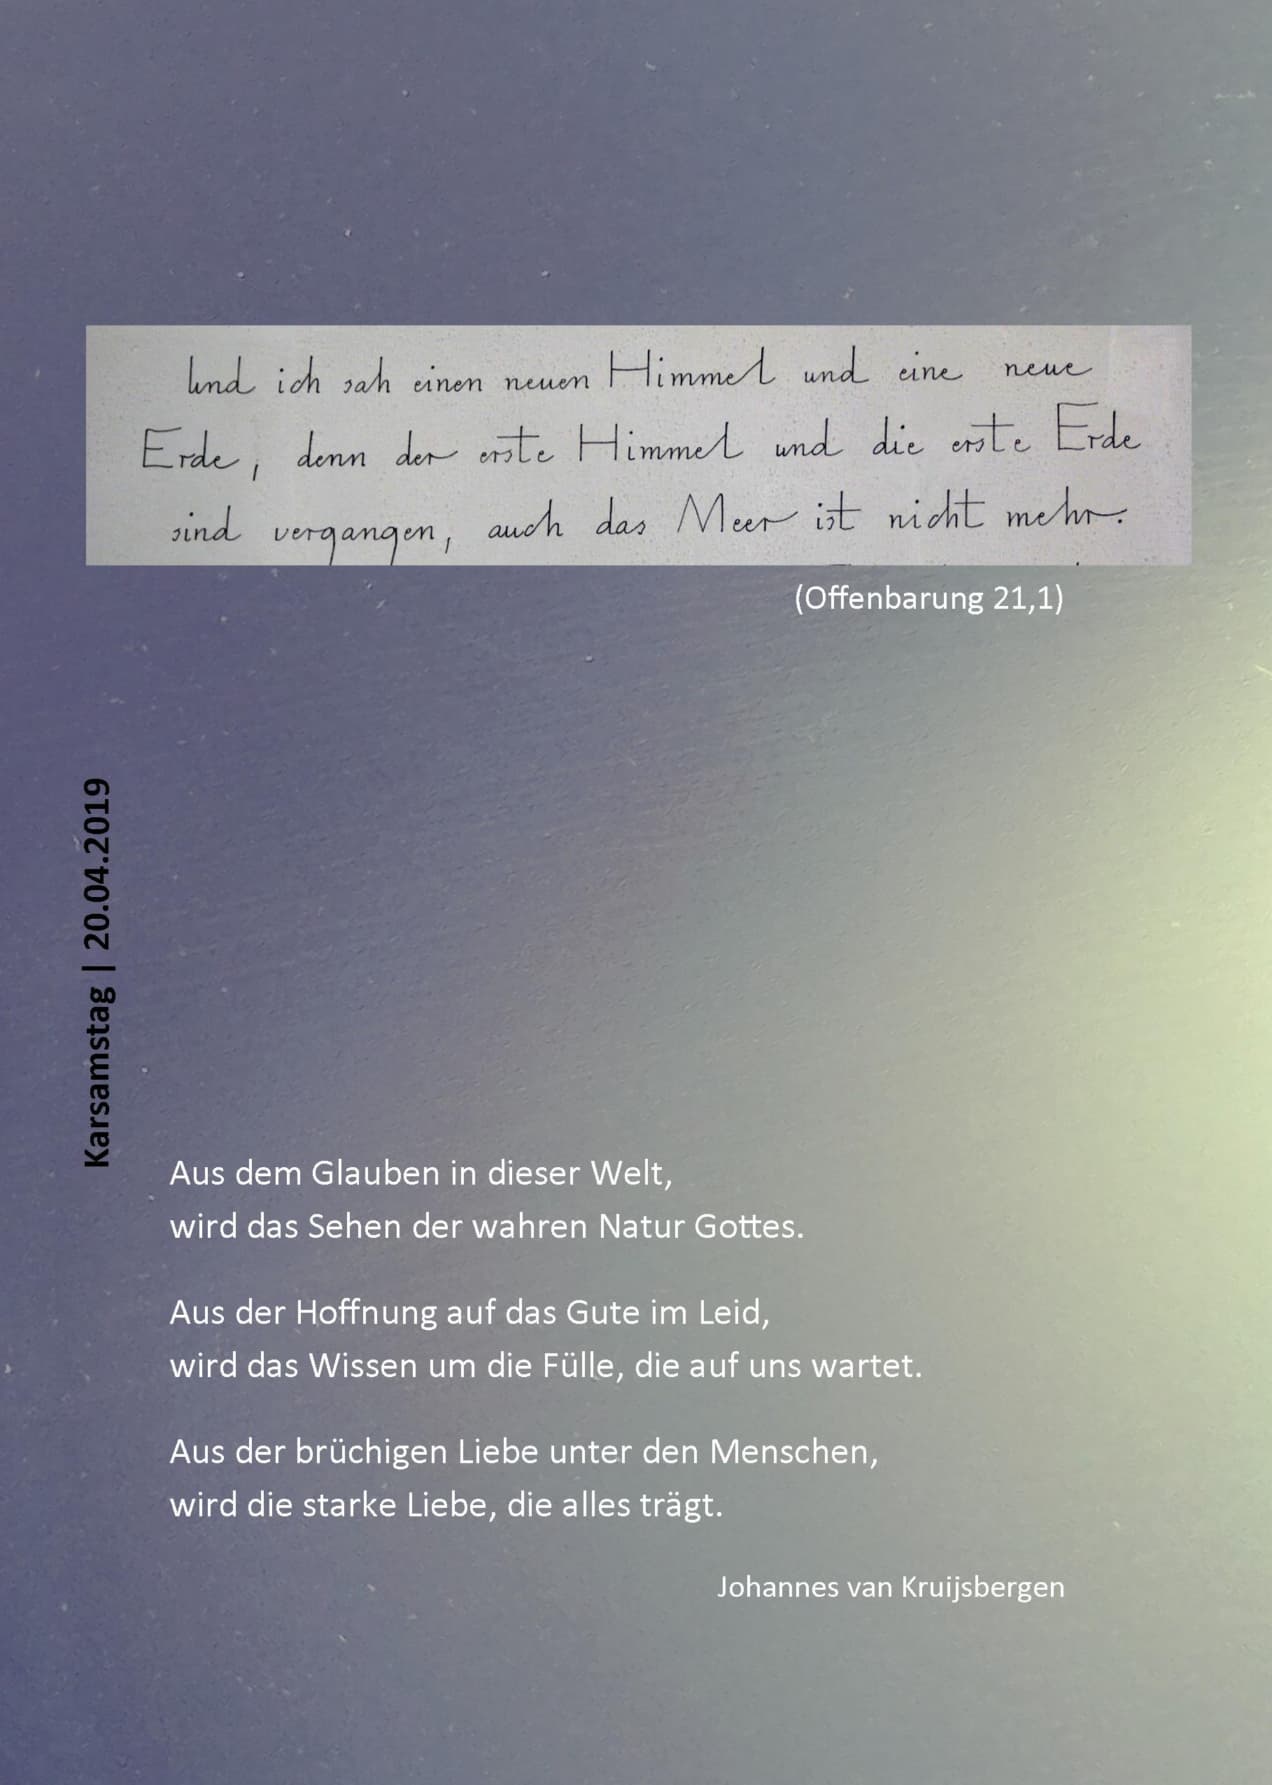 Und ich sah einen neuen Himmel und eine neue
Erde, denn der erste Himmel und die erste Erde
sind vergangen, auch das Meer ist nicht mehr.
(Offenbarung 21,1)
Karsamstag | 20.04.2019
Aus dem Glauben in dieser Welt,
wird das Sehen der wahren Natur Gottes.
Aus der Hoffnung auf das Gute im Leid,
wird das Wissen um die Fülle, die auf uns wartet.
Aus der brüchigen Liebe unter den Menschen,
wird die starke Liebe, die alles trägt.
Johannes van Kruijsbergen